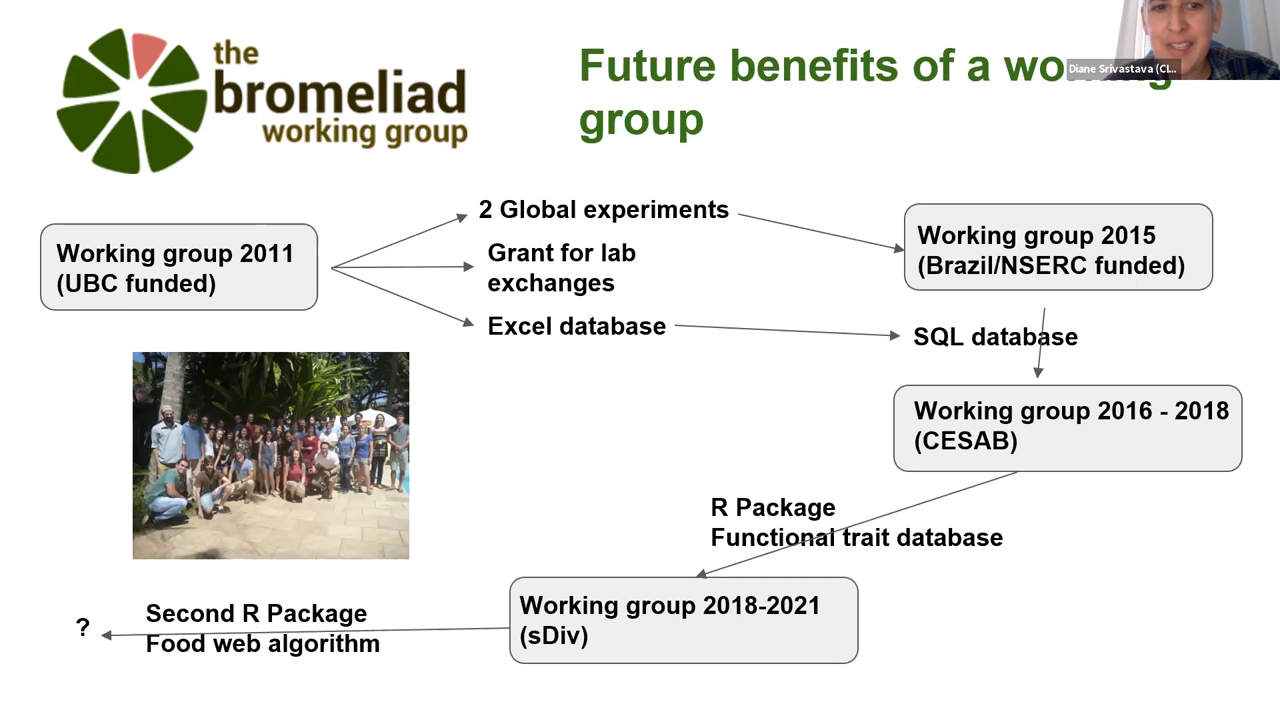 the
bromeliad
working group
Future benefits of a working
group
Diane Srivastava (CI...
2 Global experiments
Working group 2011
(UBC funded)
Grant for lab
exchanges
Excel database
Working group 2015
(Brazil/NSERC funded)
SQL database
Working group 2016 - 2018
(CESAB)
R Package
Functional trait database
Working group 2018-2021
(sDiv)
Second R Package
Food web algorithm
?